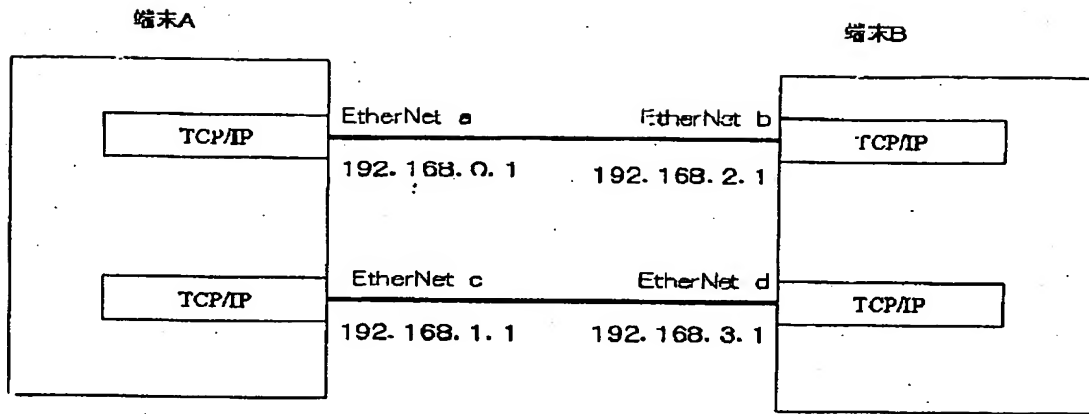 端末A
端末B
EtherNet a
EtherNet b
TCP/IP
TCP/IP
192.168.0.1
192.168.2.1
EtherNet c
EtherNet d
TCP/IP
TCP/IP
192.168.1.1
192.168.3.1